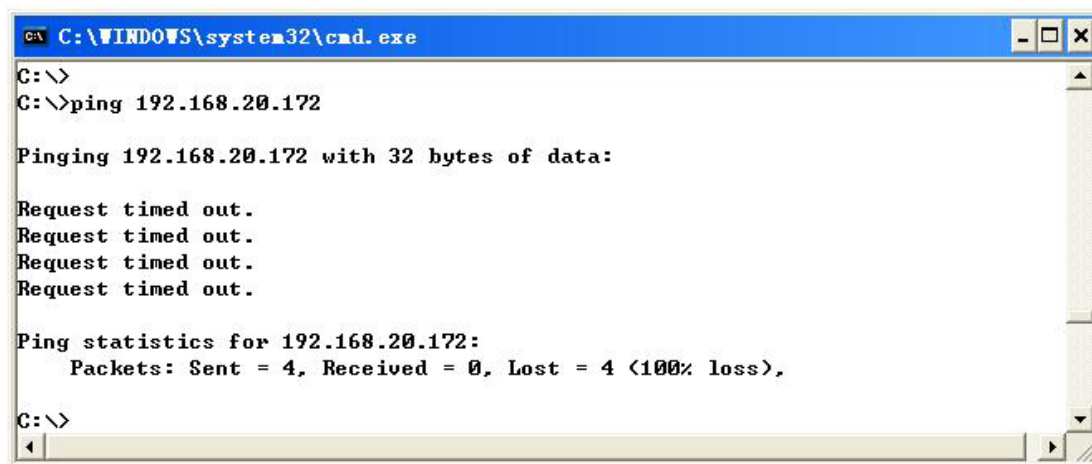 C:\WINDOWS\system32\cmd.exe
C:\>
C:\>ping 192.168.20.172
Pinging 192.168.20.172 with 32 bytes of data:
Request timed out.
Request timed out.
Request timed out.
Request timed out.
Ping statistics for 192.168.20.172:
    Packets: Sent = 4, Received = 0, Lost = 4 (100% loss),
C:\>